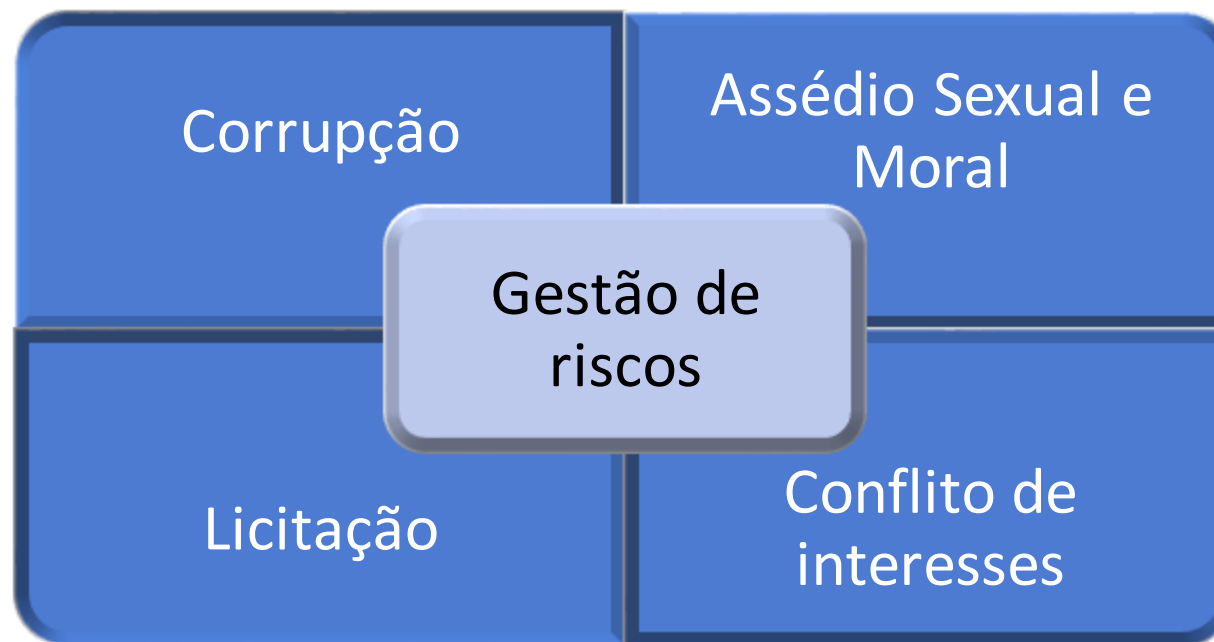 Corrupção
Assédio Sexual e
Moral
Gestão de
riscos
Licitação
Conflito de
interesses